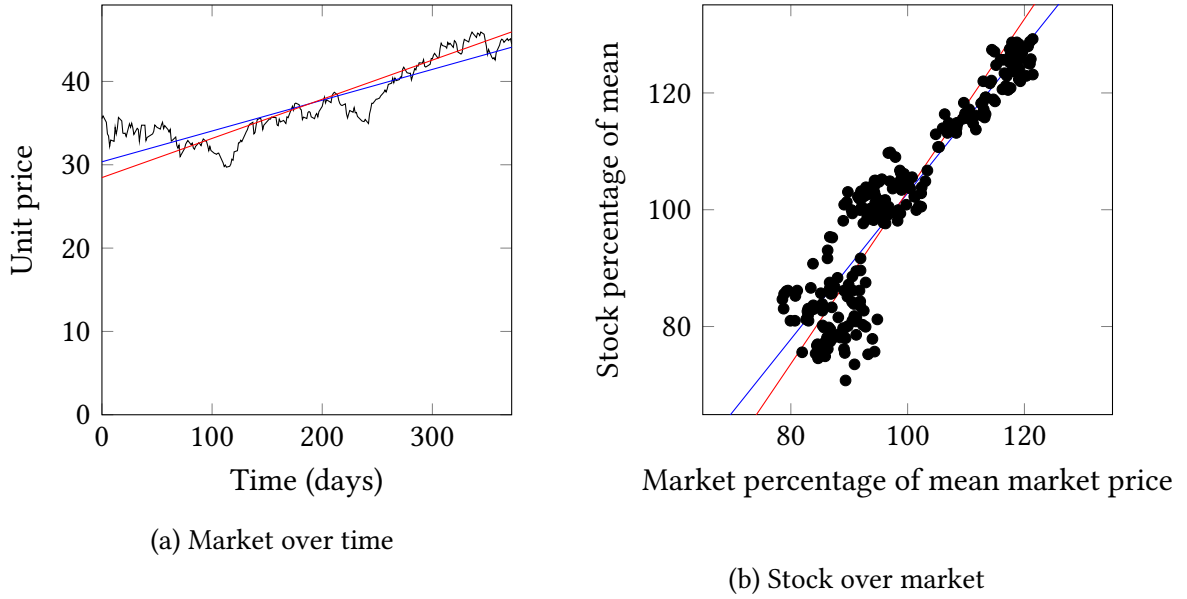 Unit price
40
30
20
10
0
0
100
200
300
Time (days)
(a) Market over time
Stock percentage of mean
120
100
80
80
100
120
Market percentage of mean market price
(b) Stock over market